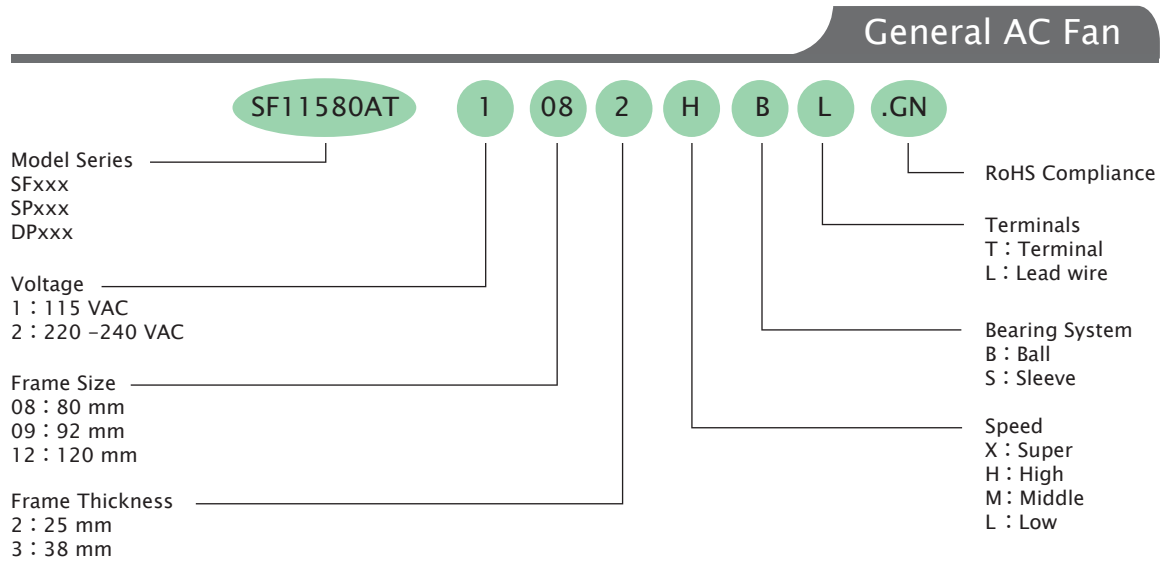 General AC Fan
SF11580AT 1 08 2 H B L .GN
Model Series
SFxxx
SPxxx
DPxxx
Voltage
1：115 VAC
2：220 -240 VAC
Frame Size
08：80 mm
09：92 mm
12：120 mm
Frame Thickness
2：25 mm
3：38 mm
RoHS Compliance
Terminals
T：Terminal
L：Lead wire
Bearing System
B：Ball
S：Sleeve
Speed
X：Super
H：High
M：Middle
L：Low